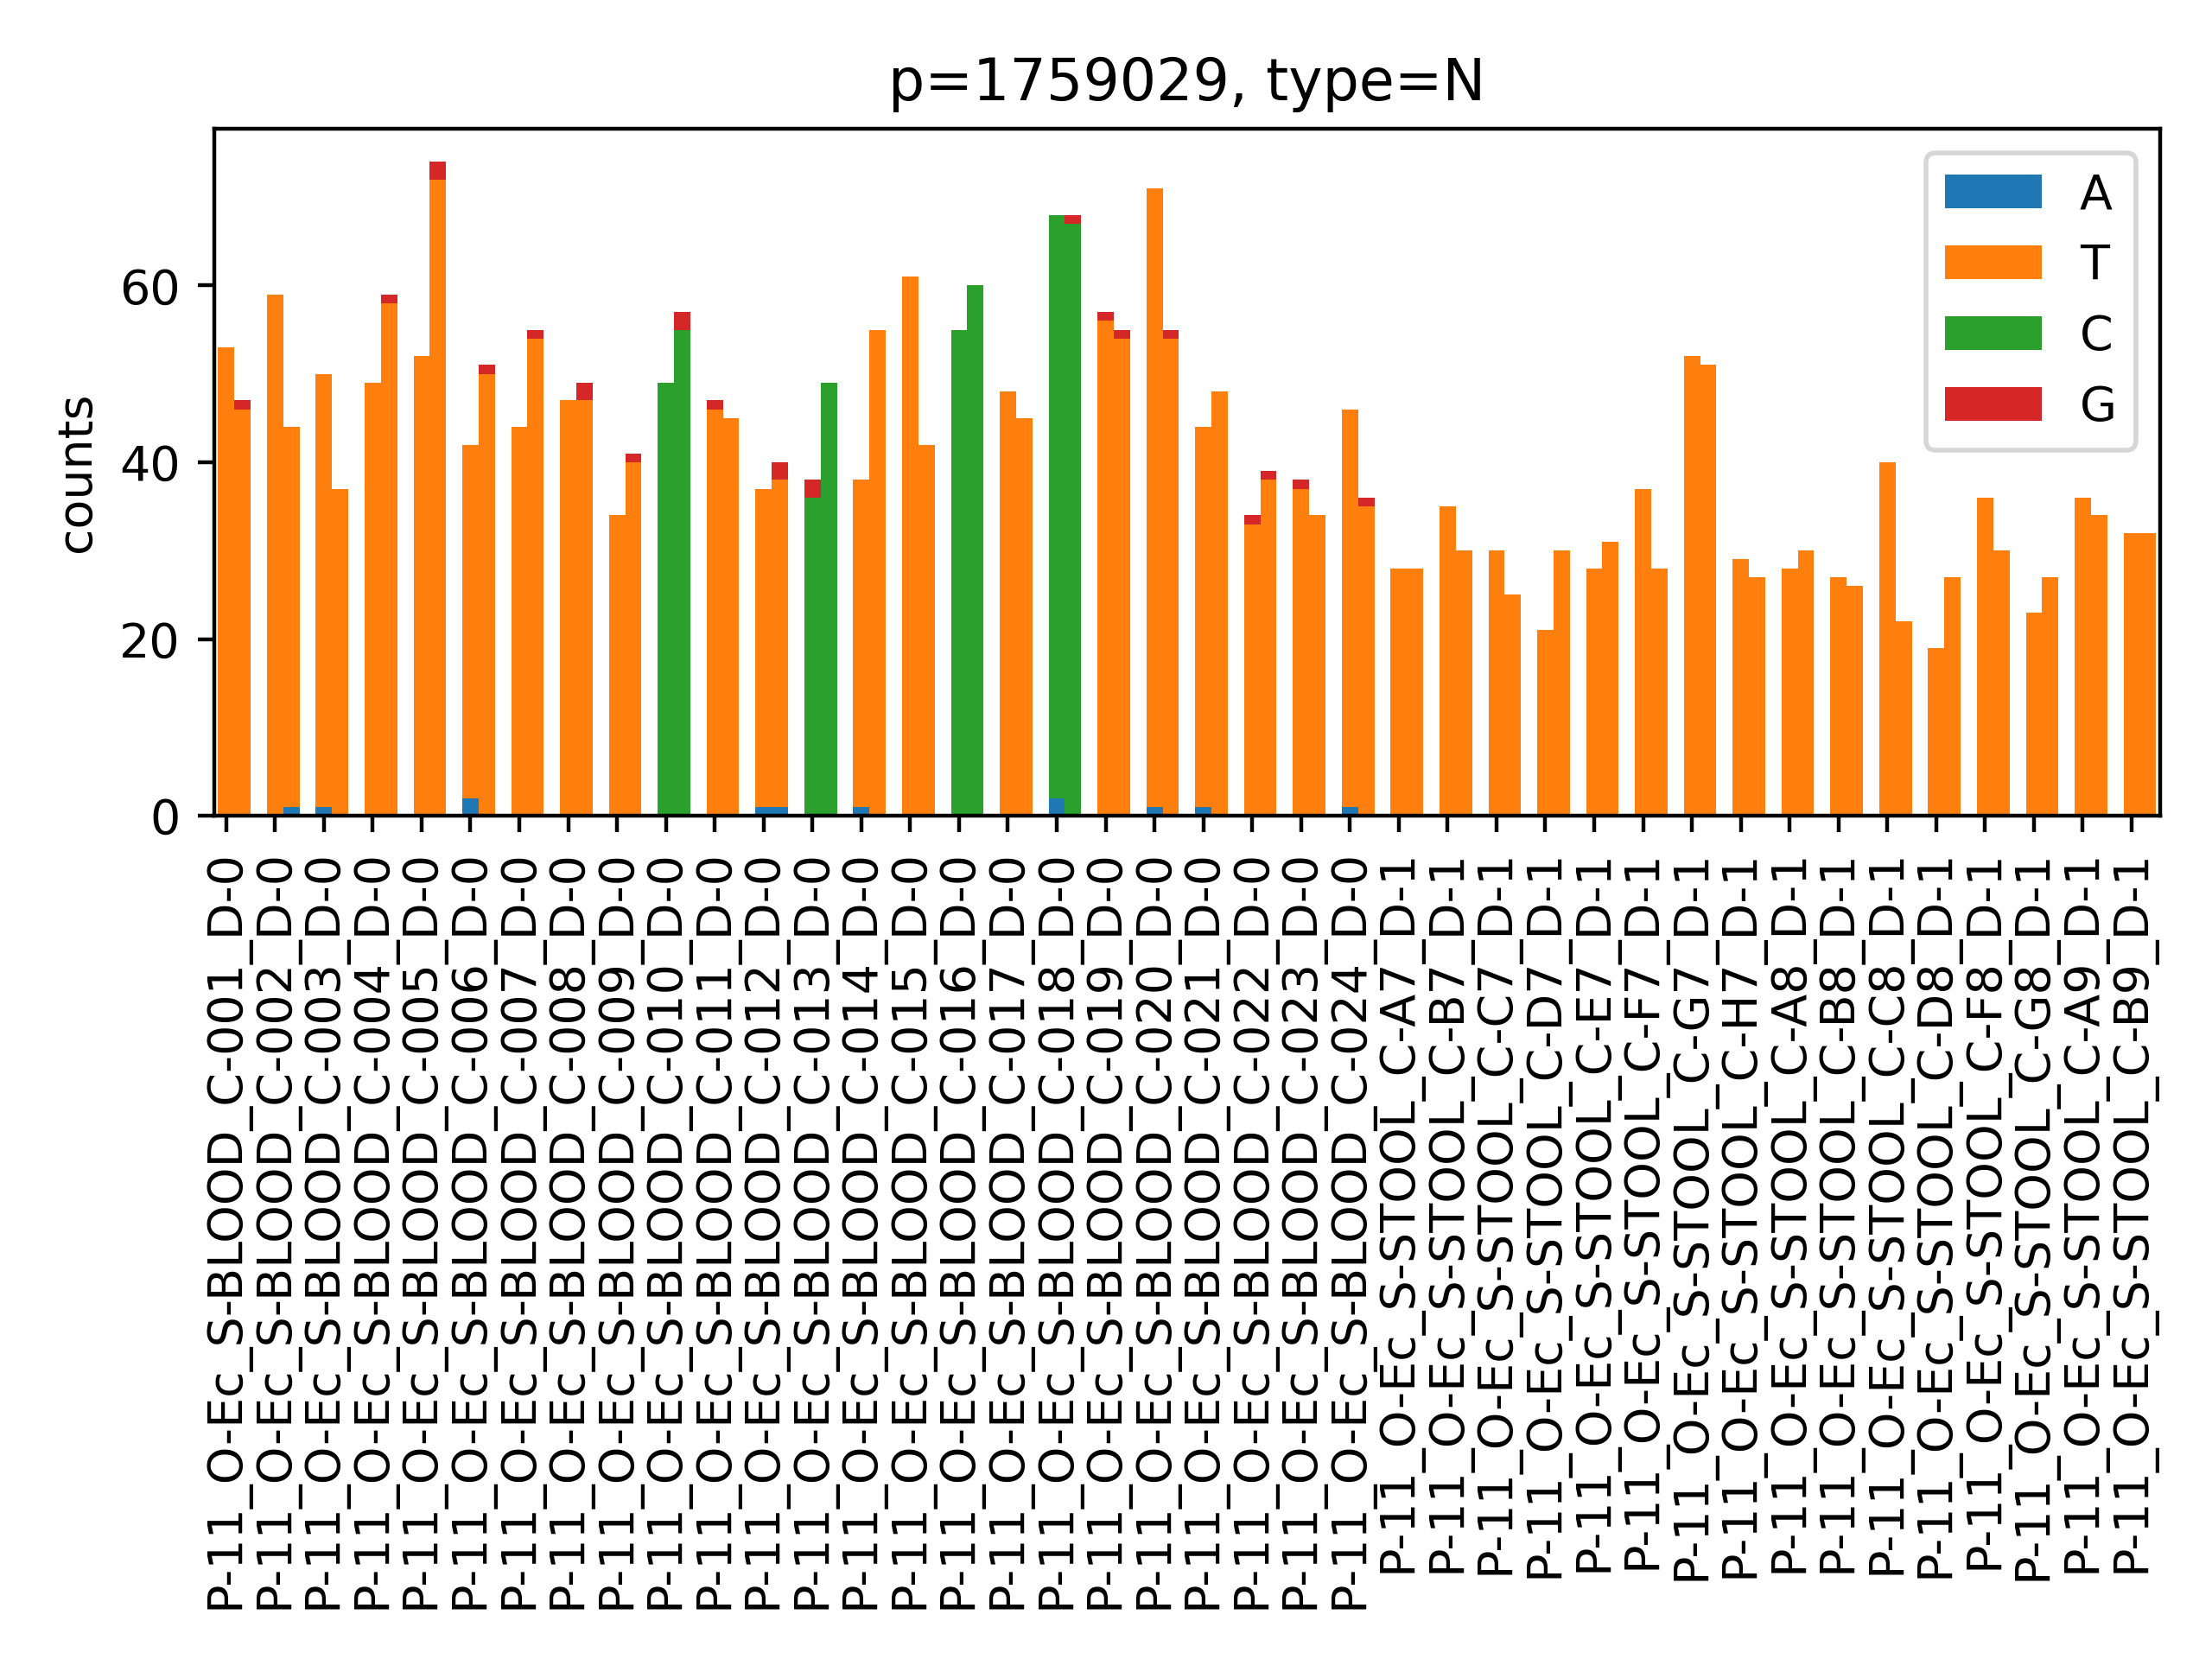 p=1759029, type=N
counts
60
40
20
0
A
T
C
G
P-11_O-Ec_S-BLOOD_C-001_D-0
P-11_O-Ec_S-BLOOD_C-002_D-0
P-11_O-Ec_S-BLOOD_C-003_D-0
P-11_O-Ec_S-BLOOD_C-004_D-0
P-11_O-Ec_S-BLOOD_C-005_D-0
P-11_O-Ec_S-BLOOD_C-006_D-0
P-11_O-Ec_S-BLOOD_C-007_D-0
P-11_O-Ec_S-BLOOD_C-008_D-0
P-11_O-Ec_S-BLOOD_C-009_D-0
P-11_O-Ec_S-BLOOD_C-010_D-0
P-11_O-Ec_S-BLOOD_C-011_D-0
P-11_O-Ec_S-BLOOD_C-012_D-0
P-11_O-Ec_S-BLOOD_C-013_D-0
P-11_O-Ec_S-BLOOD_C-014_D-0
P-11_O-Ec_S-BLOOD_C-015_D-0
P-11_O-Ec_S-BLOOD_C-016_D-0
P-11_O-Ec_S-BLOOD_C-017_D-0
P-11_O-Ec_S-BLOOD_C-018_D-0
P-11_O-Ec_S-BLOOD_C-019_D-0
P-11_O-Ec_S-BLOOD_C-020_D-0
P-11_O-Ec_S-BLOOD_C-021_D-0
P-11_O-Ec_S-BLOOD_C-022_D-0
P-11_O-Ec_S-BLOOD_C-023_D-0
P-11_O-Ec_S-BLOOD_C-024_D-0
P-11_O-Ec_S-STOOL_C-A7_D-1
P-11_O-Ec_S-STOOL_C-B7_D-1
P-11_O-Ec_S-STOOL_C-C7_D-1
P-11_O-Ec_S-STOOL_C-D7_D-1
P-11_O-Ec_S-STOOL_C-E7_D-1
P-11_O-Ec_S-STOOL_C-F7_D-1
P-11_O-Ec_S-STOOL_C-G7_D-1
P-11_O-Ec_S-STOOL_C-H7_D-1
P-11_O-Ec_S-STOOL_C-A8_D-1
P-11_O-Ec_S-STOOL_C-B8_D-1
P-11_O-Ec_S-STOOL_C-C8_D-1
P-11_O-Ec_S-STOOL_C-D8_D-1
P-11_O-Ec_S-STOOL_C-F8_D-1
P-11_O-Ec_S-STOOL_C-G8_D-1
P-11_O-Ec_S-STOOL_C-A9_D-1
P-11_O-Ec_S-STOOL_C-B9_D-1